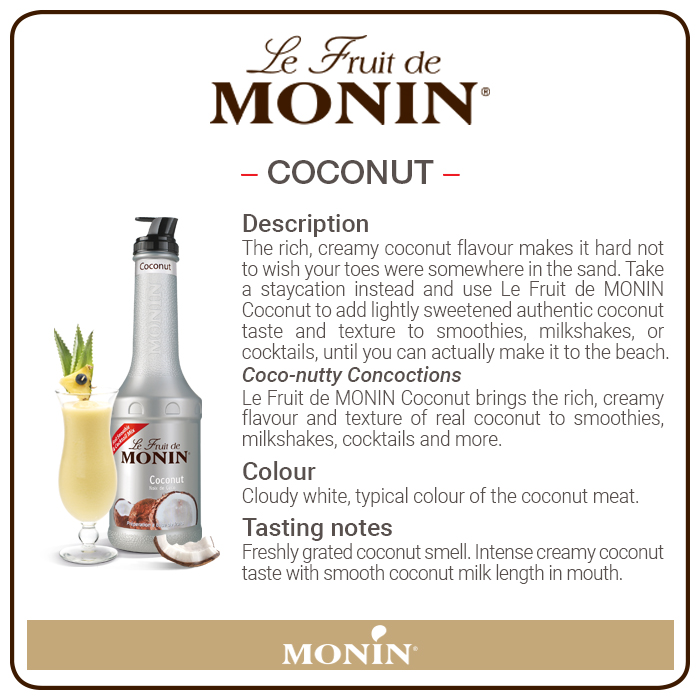 Le Fruit de
MONIN®
– COCONUT –
Description
The rich, creamy coconut flavour makes it hard not
to wish your toes were somewhere in the sand. Take
a staycation instead and use Le Fruit de MONIN
Coconut to add lightly sweetened authentic coconut
taste and texture to smoothies, milkshakes, or
cocktails, until you can actually make it to the beach.
Coco-nutty Concoctions
Le Fruit de MONIN Coconut brings the rich, creamy
flavour and texture of real coconut to smoothies,
milkshakes, cocktails and more.
Colour
Cloudy white, typical colour of the coconut meat.
Tasting notes
Freshly grated coconut smell. Intense creamy coconut
taste with smooth coconut milk length in mouth.
Coconut
MONIN
Le Fruit de
MONIN
Coconut
MONIN®